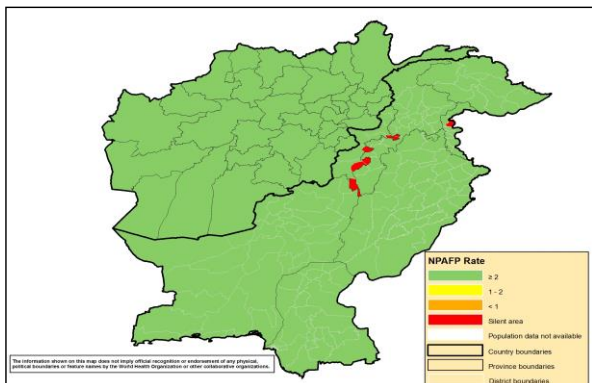 NPAFP Rate
≥ 2
1 - 2
< 1
Silent area
Population data not available
Country boundaries
Province boundaries
District boundaries
The information shown on this map does not imply official recognition or endorsement of any physical,
political boundaries or feature names by the World Health Organization or other collaborative organizations.